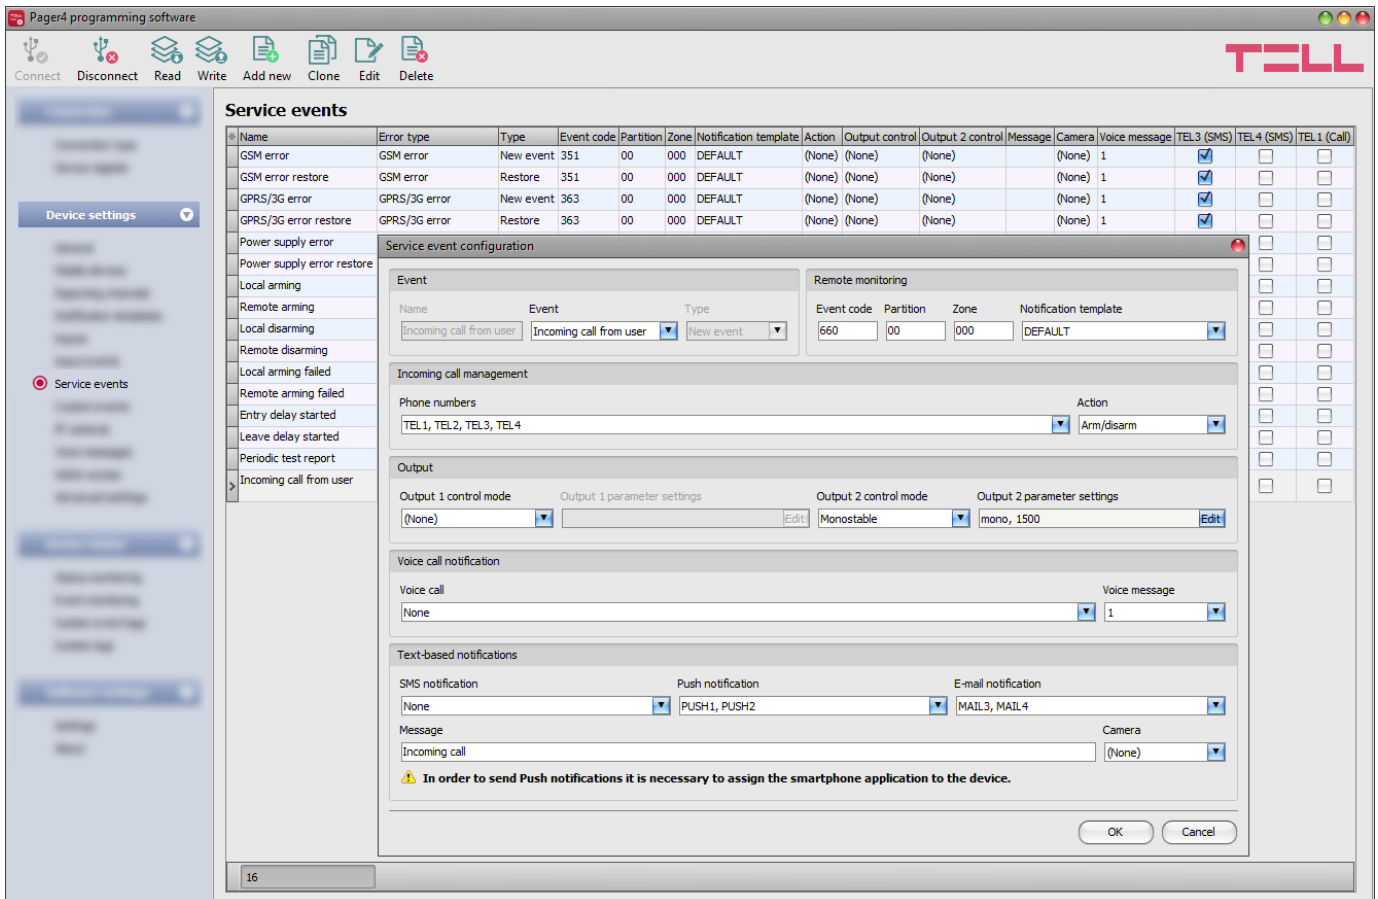 Pager4 programming software
Connect Disconnect Read Write Add new Clone Edit Delete
TELL
Service events
Name Error type Type Event code Partition Zone Notification template Action Output control Output 2 control Message Camera Voice message TEL3 (SMS) TEL4 (SMS) TEL1 (Call)
GSM error GSM error New event 351 00 000 DEFAULT (None) (None) (None) (None) 1
GSM error restore GSM error Restore 351 00 000 DEFAULT (None) (None) (None) (None) 1
GPRS/3G error GPRS/3G error New event 363 00 000 DEFAULT (None) (None) (None) (None) 1
Device settings
GPRS/3G error restore GPRS/3G error Restore 363 00 000 DEFAULT (None) (None) (None) (None) 1
Power supply error
Power supply error restore
Local arming
Remote arming
Local disarming
Remote disarming
Local arming failed
Service events
Remote arming failed
Entry delay started
Leave delay started
Periodic test report
Incoming call from user
Service event configuration
Event
Name Event Type
Incoming call from user Incoming call from user New event
Remote monitoring
Event code Partition Zone Notification template
660 00 000 DEFAULT
Incoming call management
Phone numbers Action
TEL1, TEL2, TEL3, TEL4 Arm/disarm
Output
Output 1 control mode Output 1 parameter settings Output 2 control mode Output 2 parameter settings
(None) Edit Monostable mono, 1500 Edit
Voice call notification
Voice call Voice message
None 1
Text-based notifications
SMS notification Push notification E-mail notification
None PUSH1, PUSH2 MAIL3, MAIL4
Message Camera
Incoming call (None)
In order to send Push notifications it is necessary to assign the smartphone application to the device.
OK Cancel
16